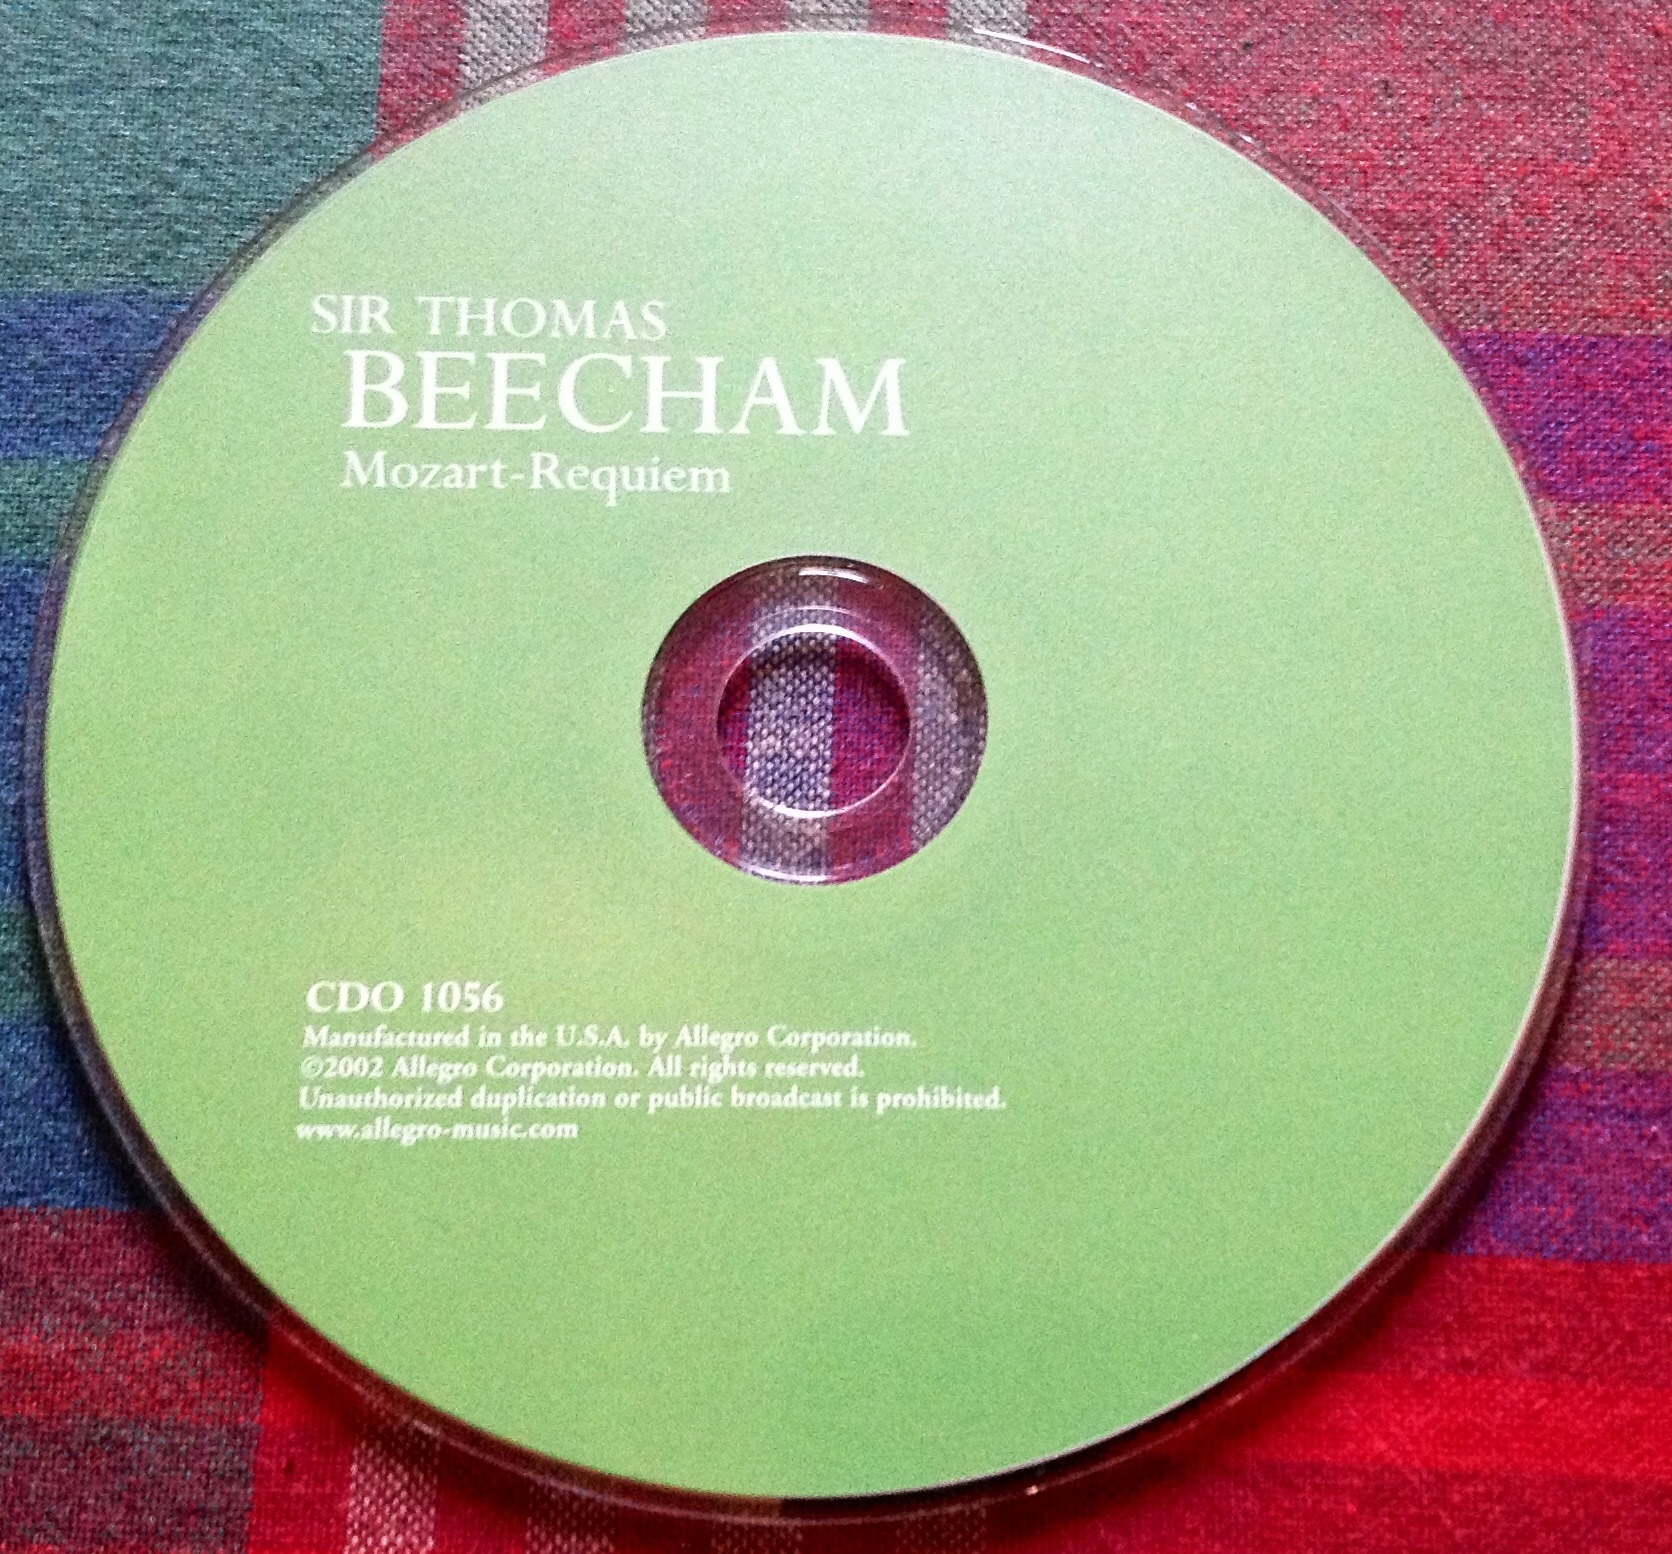 SIR THOMAS
BEECHAM
Mozart-Requiem
CDO 1056
Manufactured in the U.S.A. by Allegro Corporation.
©2002 Allegro Corporation. All rights reserved.
Unauthorized duplication or public broadcast is prohibited.
www.allegro-music.com